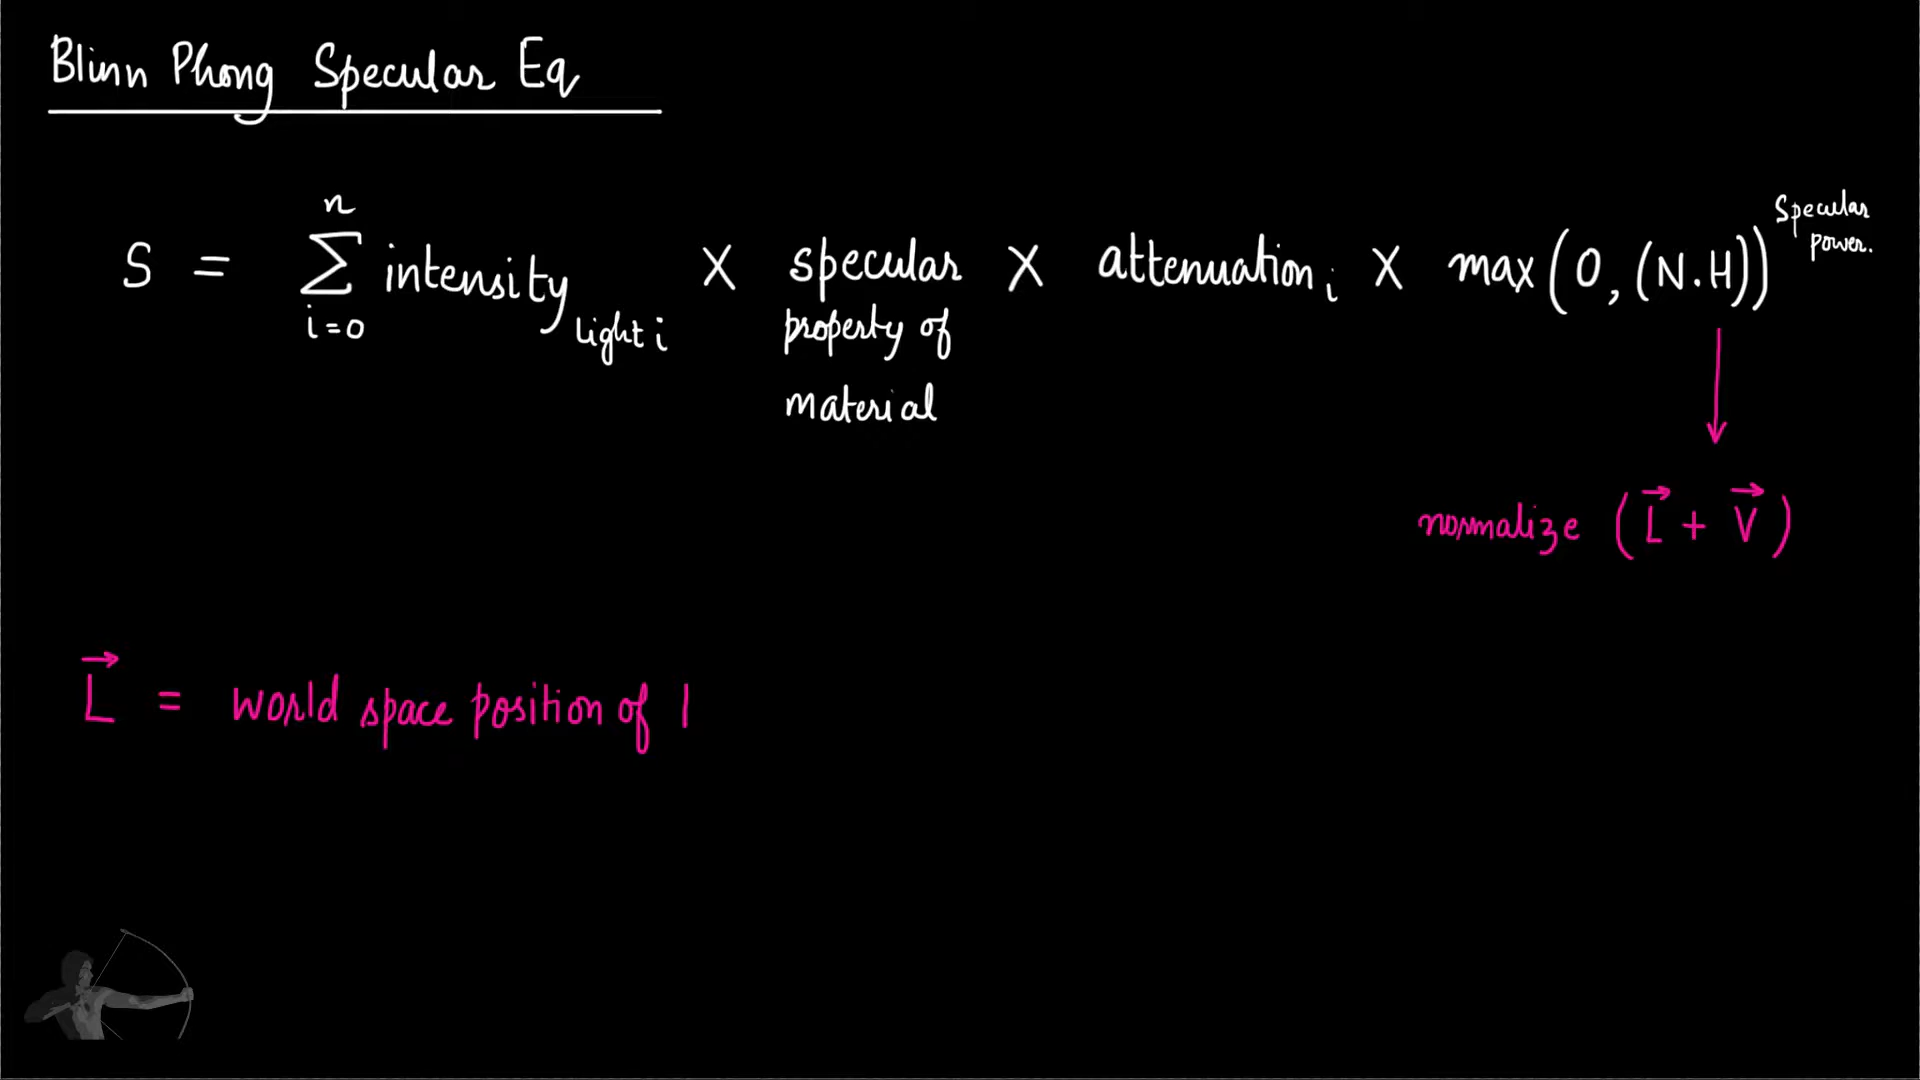 Blinn Phong Specular Eq
S = n Σ i=0 intensity light i X specular property of material X attenuation i X max(0, (N.H)) Specular power.
normalize (L⃗ + V⃗)
L⃗ = world space position of l